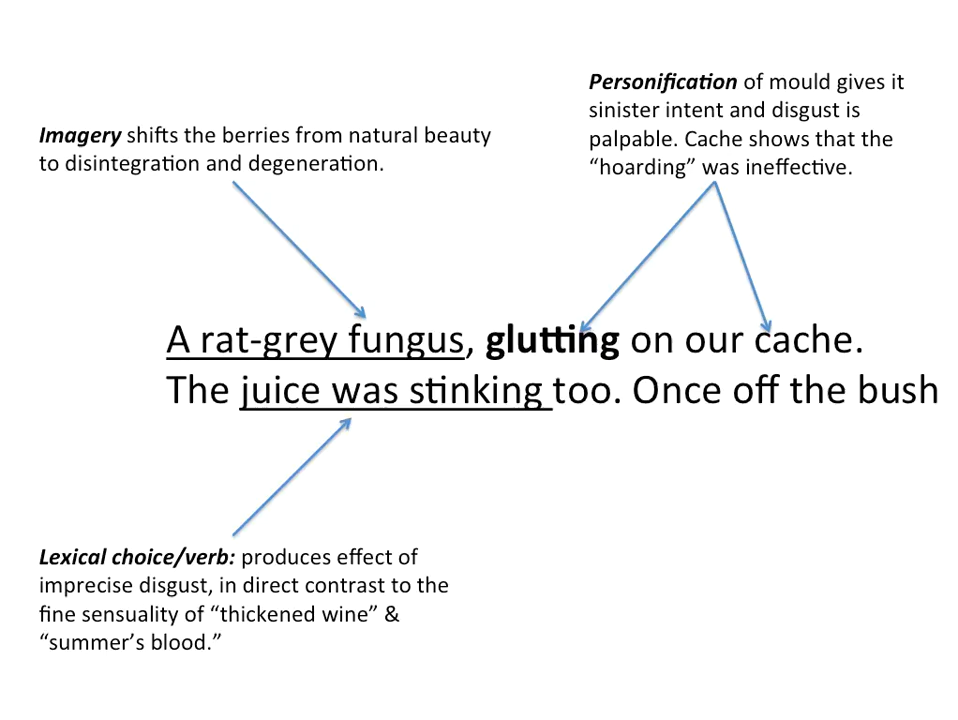 Personification of mould gives it
sinister intent and disgust is
palpable. Cache shows that the
“hoarding” was ineffective.
Imagery shifts the berries from natural beauty
to disintegration and degeneration.
A rat-grey fungus, glutting on our cache.
The juice was stinking too. Once off the bush
Lexical choice/verb: produces effect of
imprecise disgust, in direct contrast to the
fine sensuality of “thickened wine” &
“summer’s blood.”